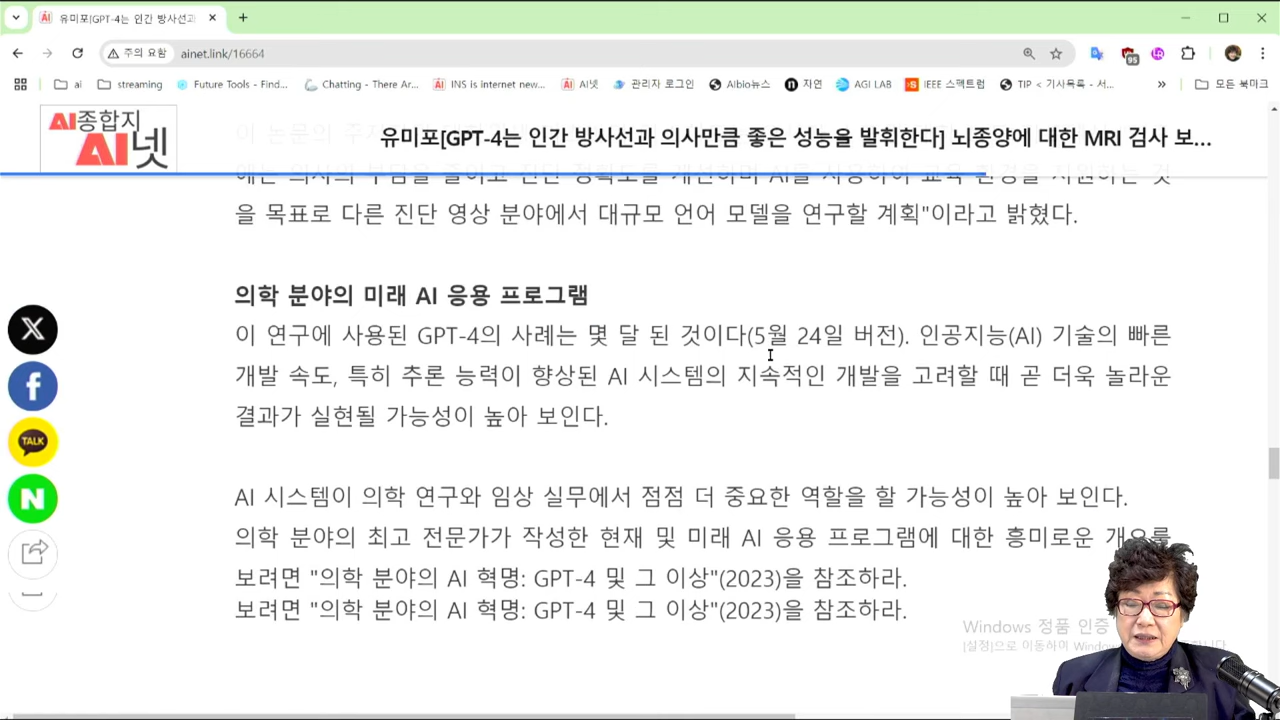 유미포[GPT-4는 인간 방사선과
주의 요함
ainet.link/16664
95
ai
streaming
Future Tools - Find...
Chatting - There Ar...
INS is internet new...
AI넷
관리자 로그인
Aibio뉴스
자연
AGI LAB
IEEE 스펙트럼
TIP < 기사목록 - 서...
모든 북마크
AI종합지
AI넷
유미포[GPT-4는 인간 방사선과 의사만큼 좋은 성능을 발휘한다] 뇌종양에 대한 MRI 검사 보...
을 목표로 다른 진단 영상 분야에서 대규모 언어 모델을 연구할 계획"이라고 밝혔다.
의학 분야의 미래 AI 응용 프로그램
이 연구에 사용된 GPT-4의 사례는 몇 달 된 것이다(5월 24일 버전). 인공지능(AI) 기술의 빠른
개발 속도, 특히 추론 능력이 향상된 AI 시스템의 지속적인 개발을 고려할 때 곧 더욱 놀라운
결과가 실현될 가능성이 높아 보인다.
AI 시스템이 의학 연구와 임상 실무에서 점점 더 중요한 역할을 할 가능성이 높아 보인다.
의학 분야의 최고 전문가가 작성한 현재 및 미래 AI 응용 프로그램에 대한 흥미로운 개요를
보려면 "의학 분야의 AI 혁명: GPT-4 및 그 이상"(2023)을 참조하라.
보려면 "의학 분야의 AI 혁명: GPT-4 및 그 이상"(2023)을 참조하라.
TALK
N
Windows 정품 인증
[설정]으로 이동하여